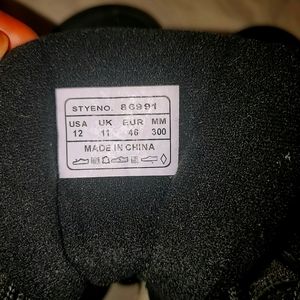 STYENO. 86991
USA UK EUR MM
12 11 46 300
MADE IN CHINA